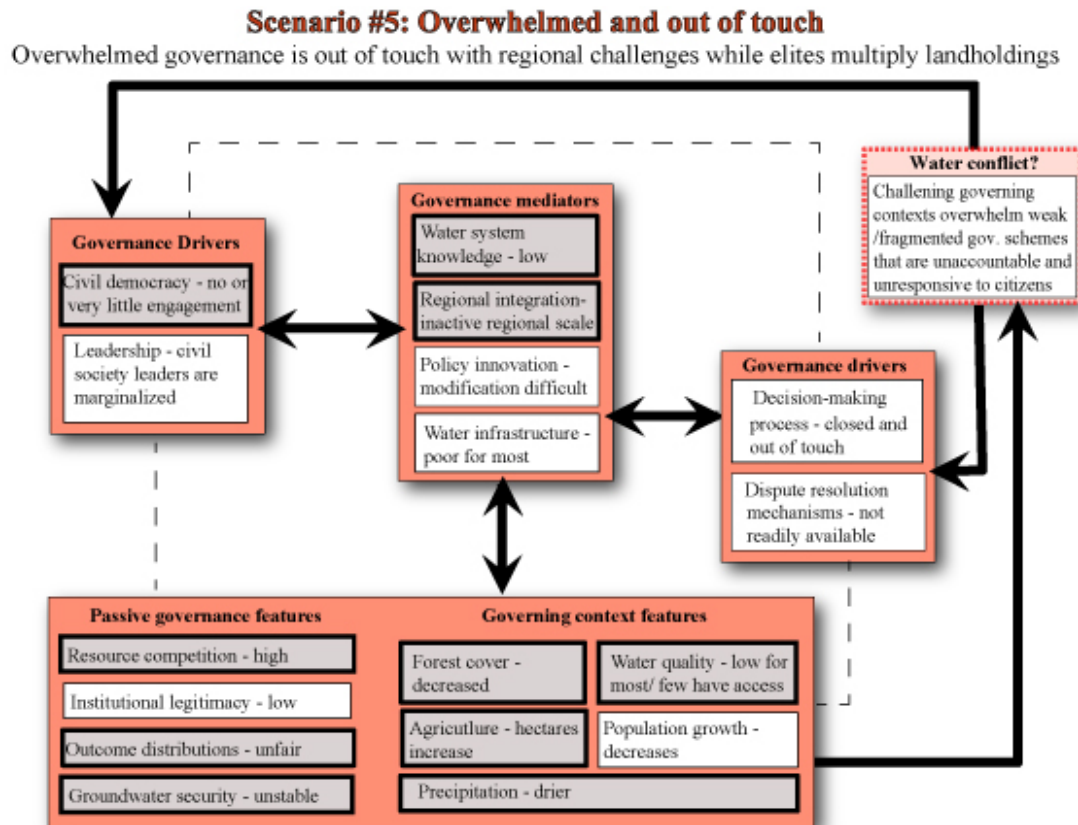 Scenario #5: Overwhelmed and out of touch
Overwhelmed governance is out of touch with regional challenges while elites multiply landholdings
Water conflict?
Challening governing
contexts overwhelm weak
/fragmented gov. schemes
that are unaccountable and
unresponsive to citizens
Governance Drivers
Civil democracy - no or
very little engagement
Leadership - civil
society leaders are
marginalized
Governance mediators
Water system
knowledge - low
Regional integration-
inactive regional scale
Policy innovation -
modification difficult
Water infrastructure -
poor for most
Governance drivers
Decision-making
process - closed and
out of touch
Dispute resolution
mechanisms - not
readily available
Passive governance features
Resource competition - high
Institutional legitimacy - low
Outcome distributions - unfair
Groundwater security - unstable
Governing context features
Forest cover -
decreased
Water quality - low for
most/ few have access
Agricutlure - hectares
increase
Population growth -
decreases
Precipitation - drier